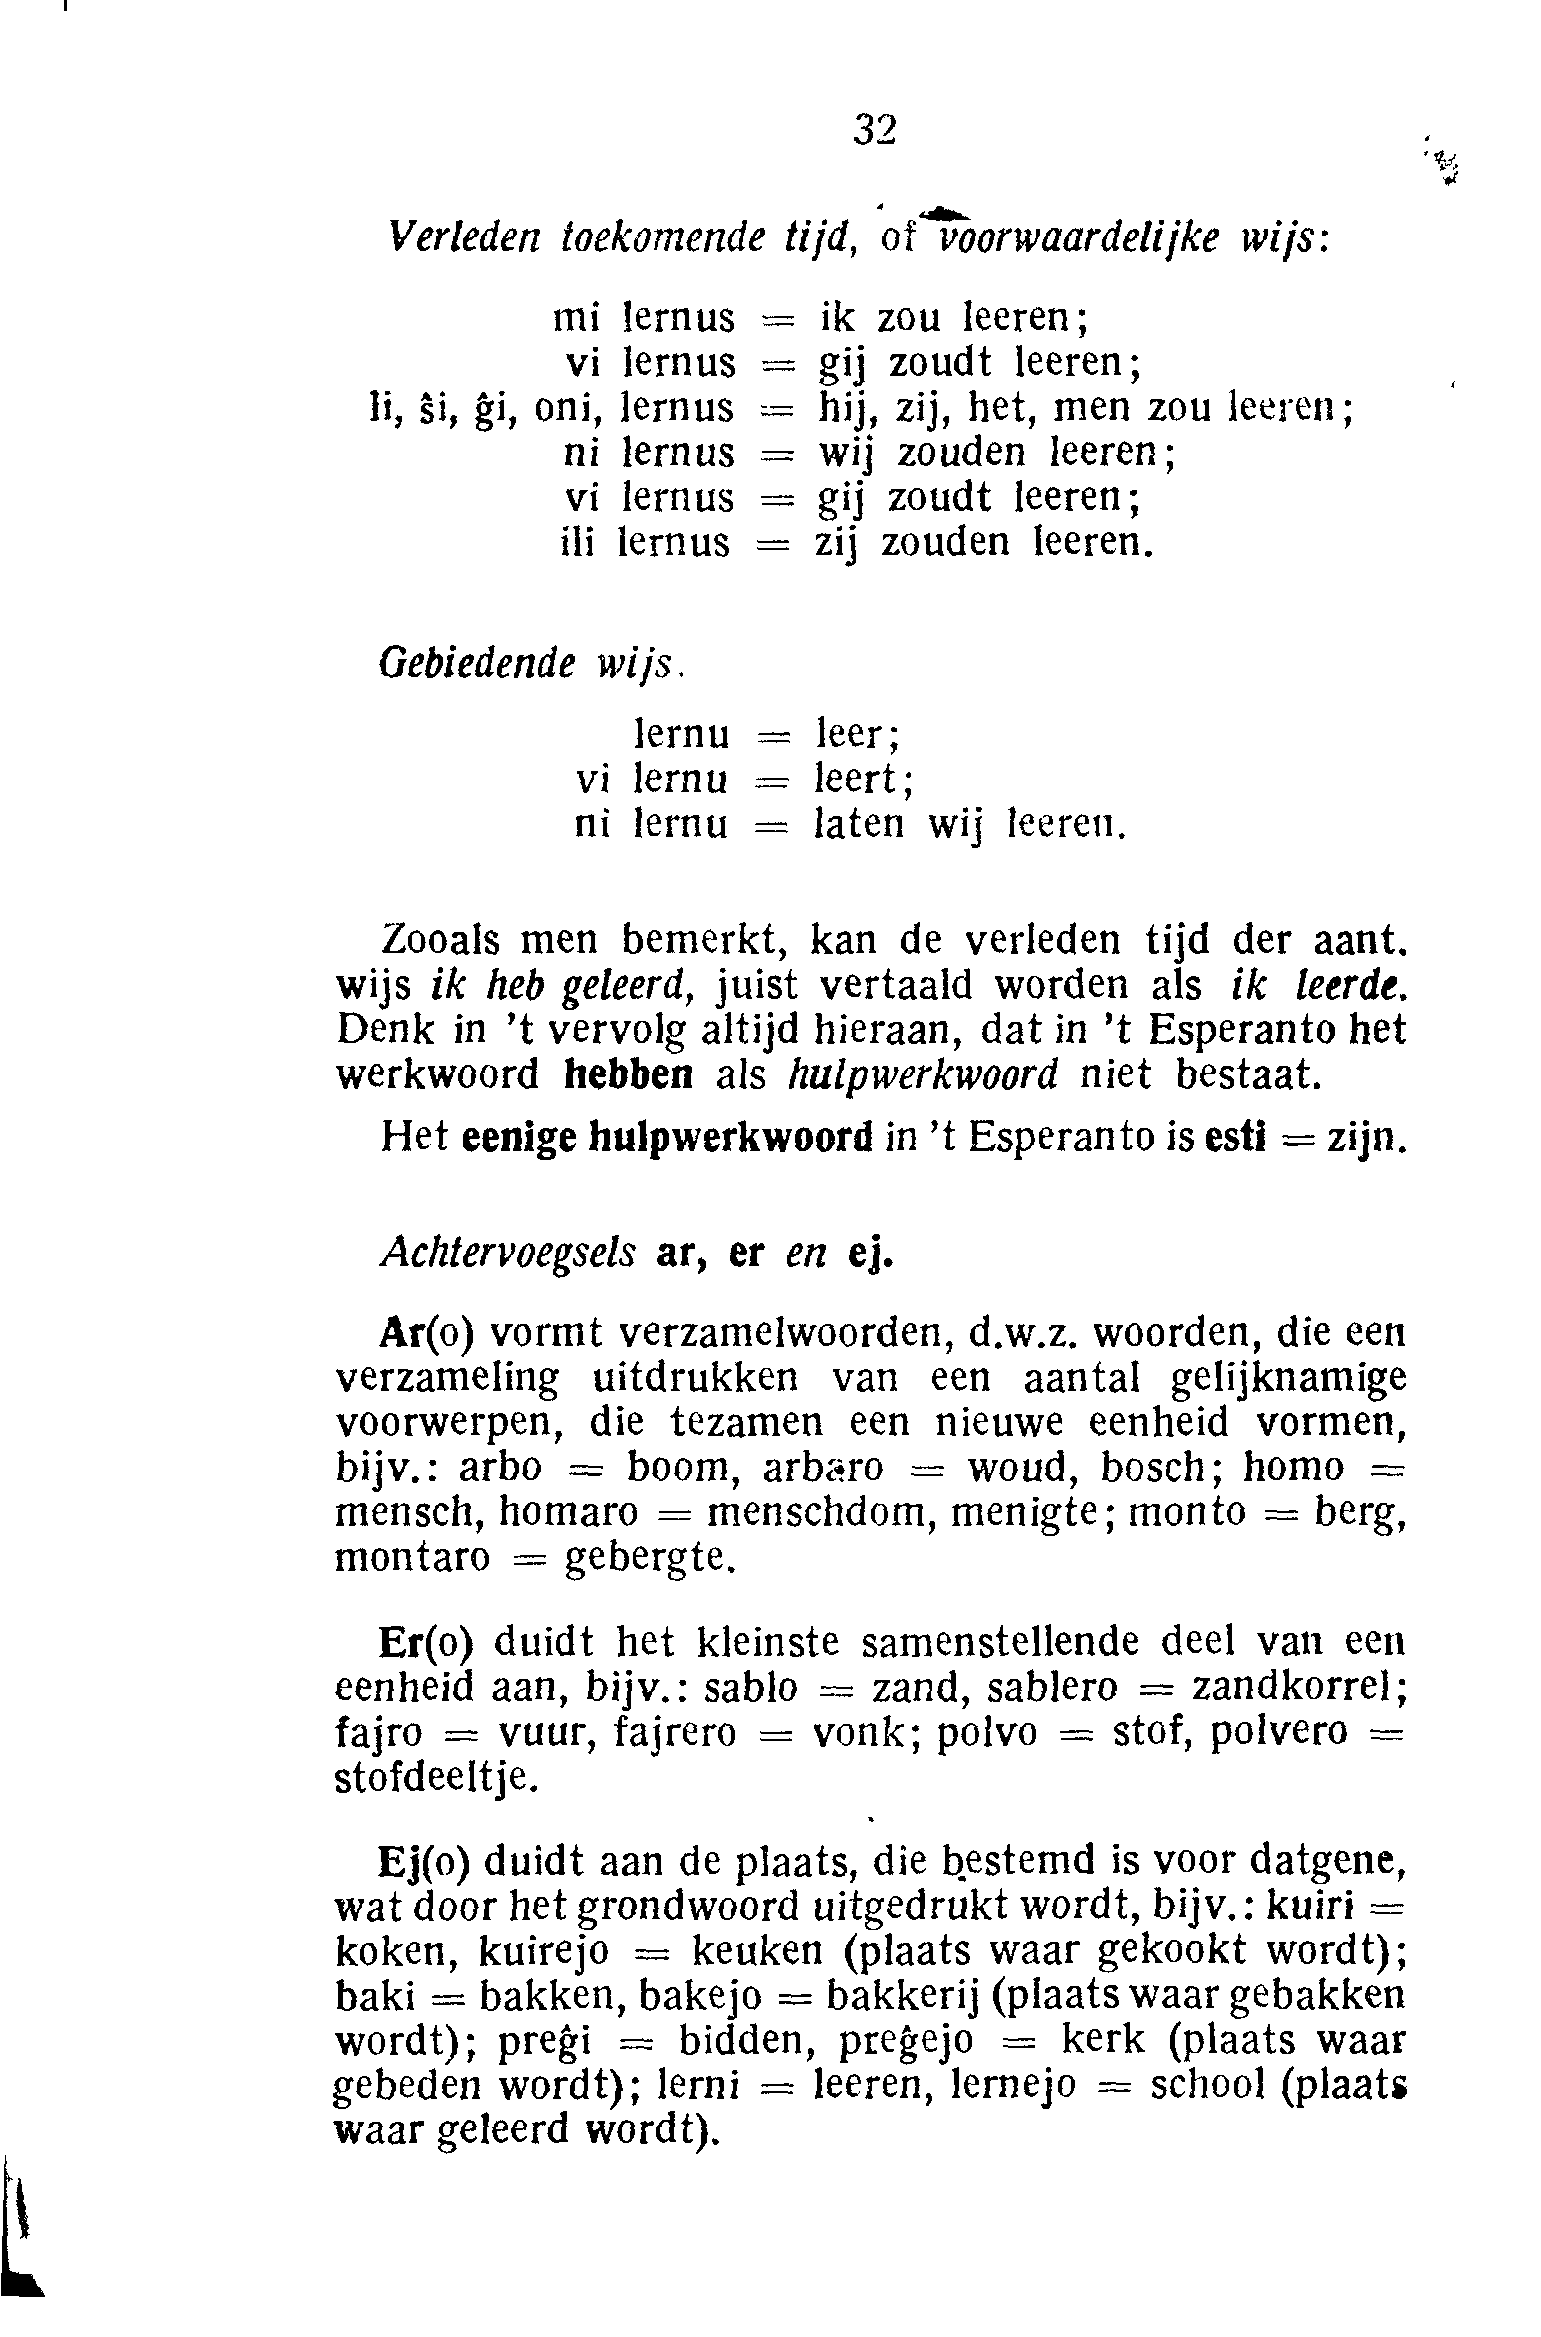 32
Verleden toekomende tijd, of voorwaardelijke wijs:
mi lernus = ik zou leeren;
vi lernus = gij zoudt leeren;
li, ŝi, ĝi, oni, lernus = hij, zij, het, men zou leeren;
ni lernus = wij zouden leeren;
vi lernus = gij zoudt leeren;
ili lernus = zij zouden leeren.
Gebiedende wijs.
lernu = leer;
vi lernu = leert;
ni lernu = laten wij leeren.
Zooals men bemerkt, kan de verleden tijd der aant.
wijs ik heb geleerd, juist vertaald worden als ik leerde.
Denk in 't vervolg altijd hieraan, dat in 't Esperanto het
werkwoord hebben als hulpwerkwoord niet bestaat.
Het eenige hulpwerkwoord in 't Esperanto is esti = zijn.
Achtervoegsels ar, er en ej.
Ar(o) vormt verzamelwoorden, d.w.z. woorden, die een
verzameling uitdrukken van een aantal gelijknamige
voorwerpen, die tezamen een nieuwe eenheid vormen,
bijv.: arbo = boom, arbaro = woud, bosch; homo =
mensch, homaro = menschdom, menigte; monto = berg,
montaro = gebergte.
Er(o) duidt het kleinste samenstellende deel van een
eenheid aan, bijv.: sablo = zand, sablero = zandkorrel;
fajro = vuur, fajrero = vonk; polvo = stof, polvero =
stofdeeltje.
Ej(o) duidt aan de plaats, die bestemd is voor datgene,
wat door het grondwoord uitgedrukt wordt, bijv.: kuiri =
koken, kuirejo = keuken (plaats waar gekookt wordt);
baki = bakken, bakejo = bakkerij (plaats waar gebakken
wordt); preĝi = bidden, preĝejo = kerk (plaats waar
gebeden wordt); lerni = leeren, lernejo = school (plaats
waar geleerd wordt).